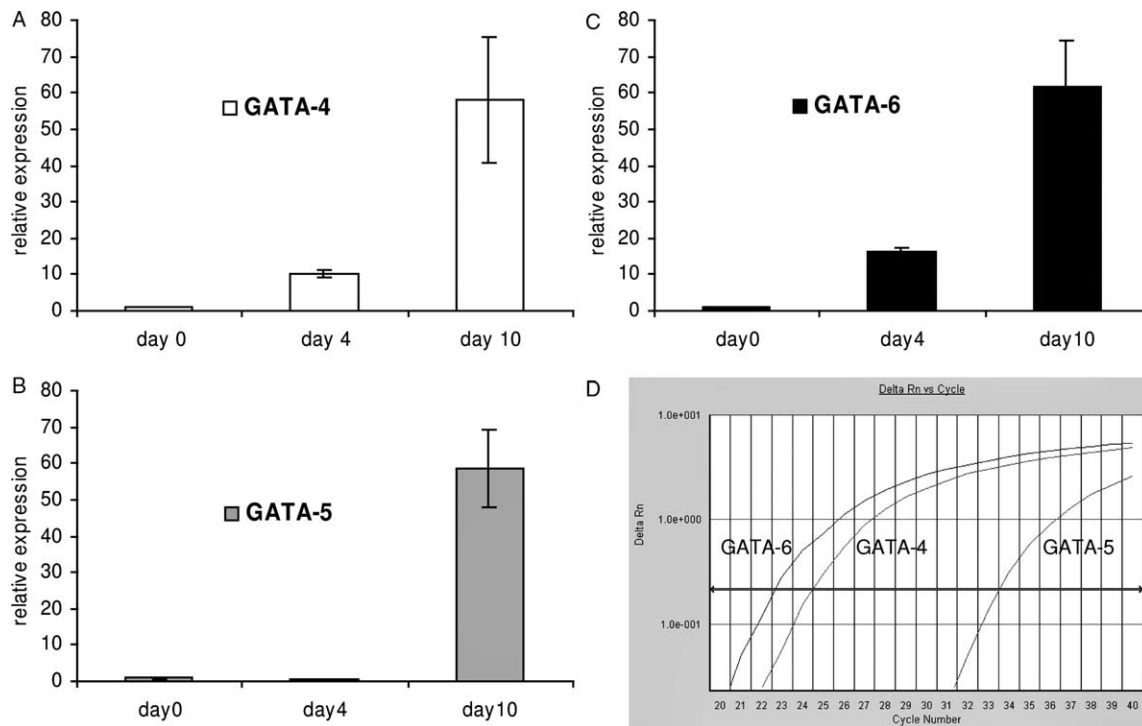 A
80
70
60
50
40
30
20
10
0
relative expression
GATA-4
day 0
day 4
day 10
C
80
70
60
50
40
30
20
10
0
relative expression
GATA-6
day0
day4
day10
B
80
70
60
50
40
30
20
10
0
relative expression
GATA-5
day0
day4
day10
D
Delta Rn vs Cycle
1.0e+001
1.0e+000
1.0e-001
Delta Rn
GATA-6
GATA-4
GATA-5
20 21 22 23 24 25 26 27 28 29 30 31 32 33 34 35 36 37 38 39 40
Cycle Number